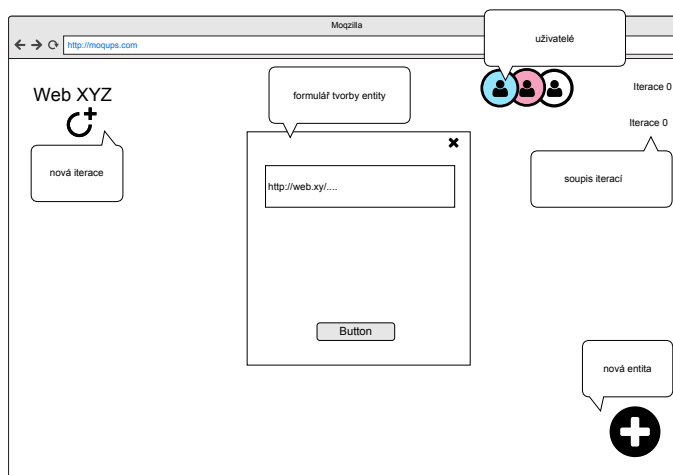 Moqzilla
http://moqups.com
uživatelé
Web XYZ
formulář tvorby entity
Iterace 0
Iterace 0
nová iterace
soupis iterací
http://web.xy/....
Button
nová entita